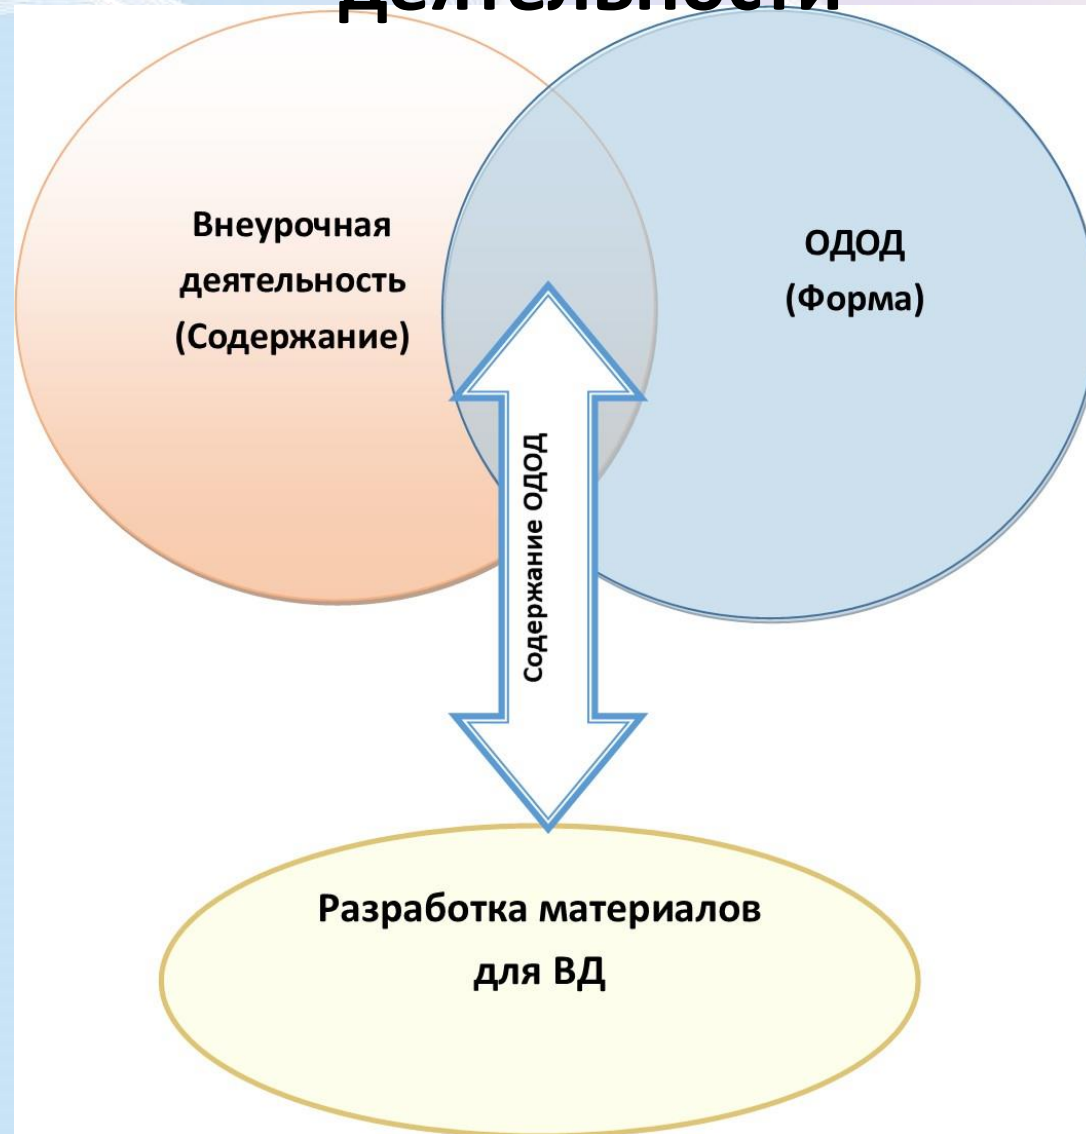 деятельности
Внеурочная
деятельность
(Содержание)
ОДОД
(Форма)
Содержание ОДОД
Разработка материалов
для ВД